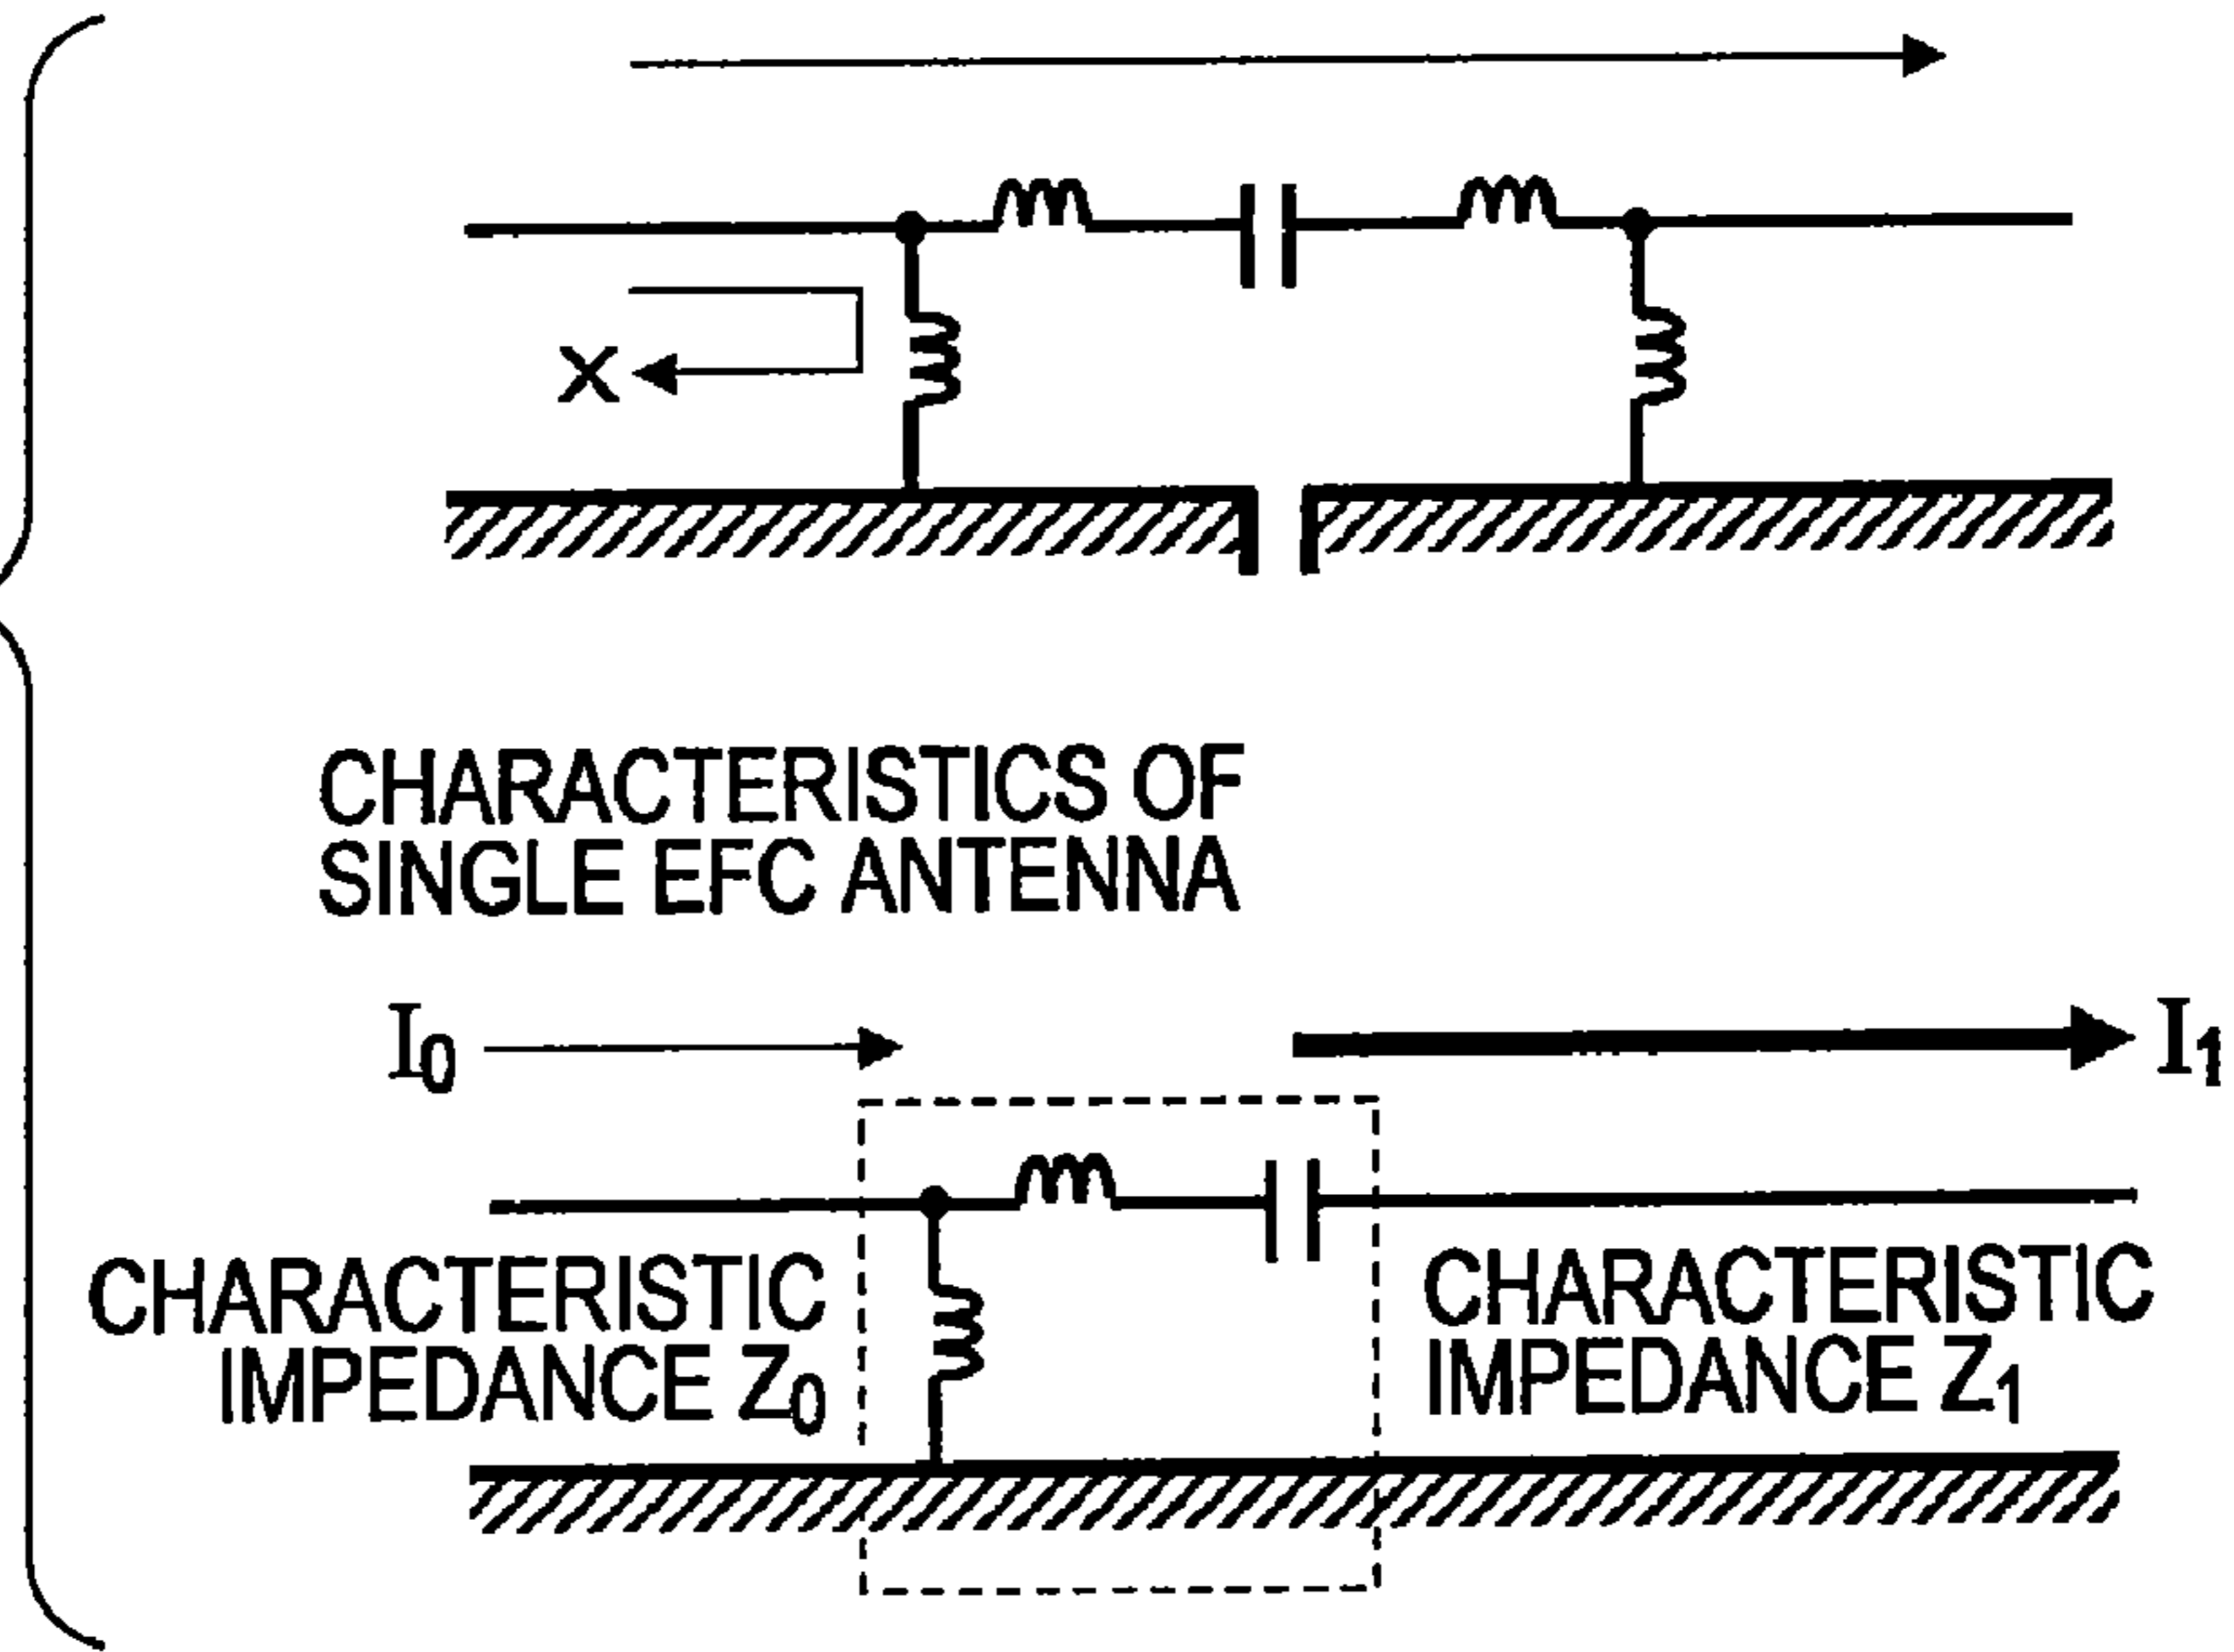 X
CHARACTERISTICS OF
SINGLE EFC ANTENNA
I0
I1
CHARACTERISTIC
IMPEDANCE Z0
CHARACTERISTIC
IMPEDANCE Z1